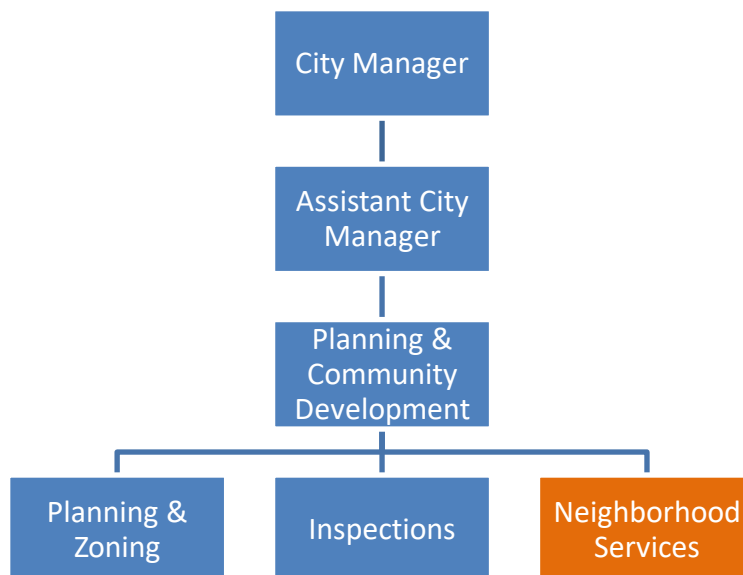 City Manager
Assistant City
Manager
Planning &
Community
Development
Planning &
Zoning
Inspections
Neighborhood
Services